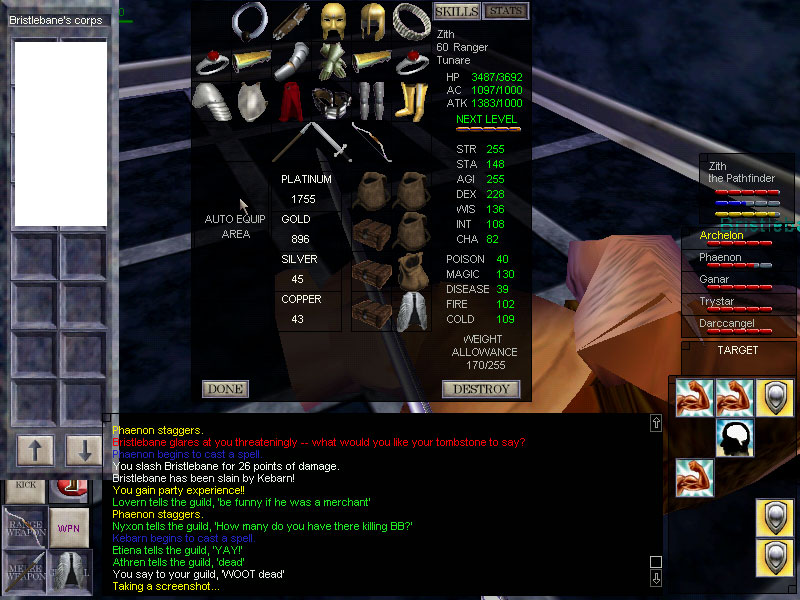 Bristlebane's corps
SKILLS STATS
Zith
60 Ranger
Tunare
HP 3487/3692
AC 1097/1000
ATK 1383/1000
NEXT LEVEL
STR 255
STA 148
AGI 255
DEX 228
WIS 136
INT 108
CHA 82
POISON 40
MAGIC 130
DISEASE 39
FIRE 102
COLD 109
WEIGHT
ALLOWANCE
170/255
PLATINUM
1755
GOLD
896
SILVER
45
COPPER
43
AUTO EQUIP
AREA
DONE
DESTROY
Zith
the Pathfinder
Archelon
Phaenon
Ganar
Trystar
Darccangel
TARGET
KICK
RANGE
WEAPON
WPN
MELEE
WEAPON
Phaenon staggers.
Bristlebane glares at you threateningly -- what would you like your tombstone to say?
Phaenon begins to cast a spell.
You slash Bristlebane for 26 points of damage.
Bristlebane has been slain by Kebarn!
You gain party experience!!
Lovern tells the guild, 'be funny if he was a merchant'
Phaenon staggers.
Nyxon tells the guild, 'How many do you have there killing BB?'
Kebarn begins to cast a spell.
Etiena tells the guild, 'YAY!'
Athren tells the guild, 'dead'
You say to your guild, 'WOOT dead'
Taking a screenshot...